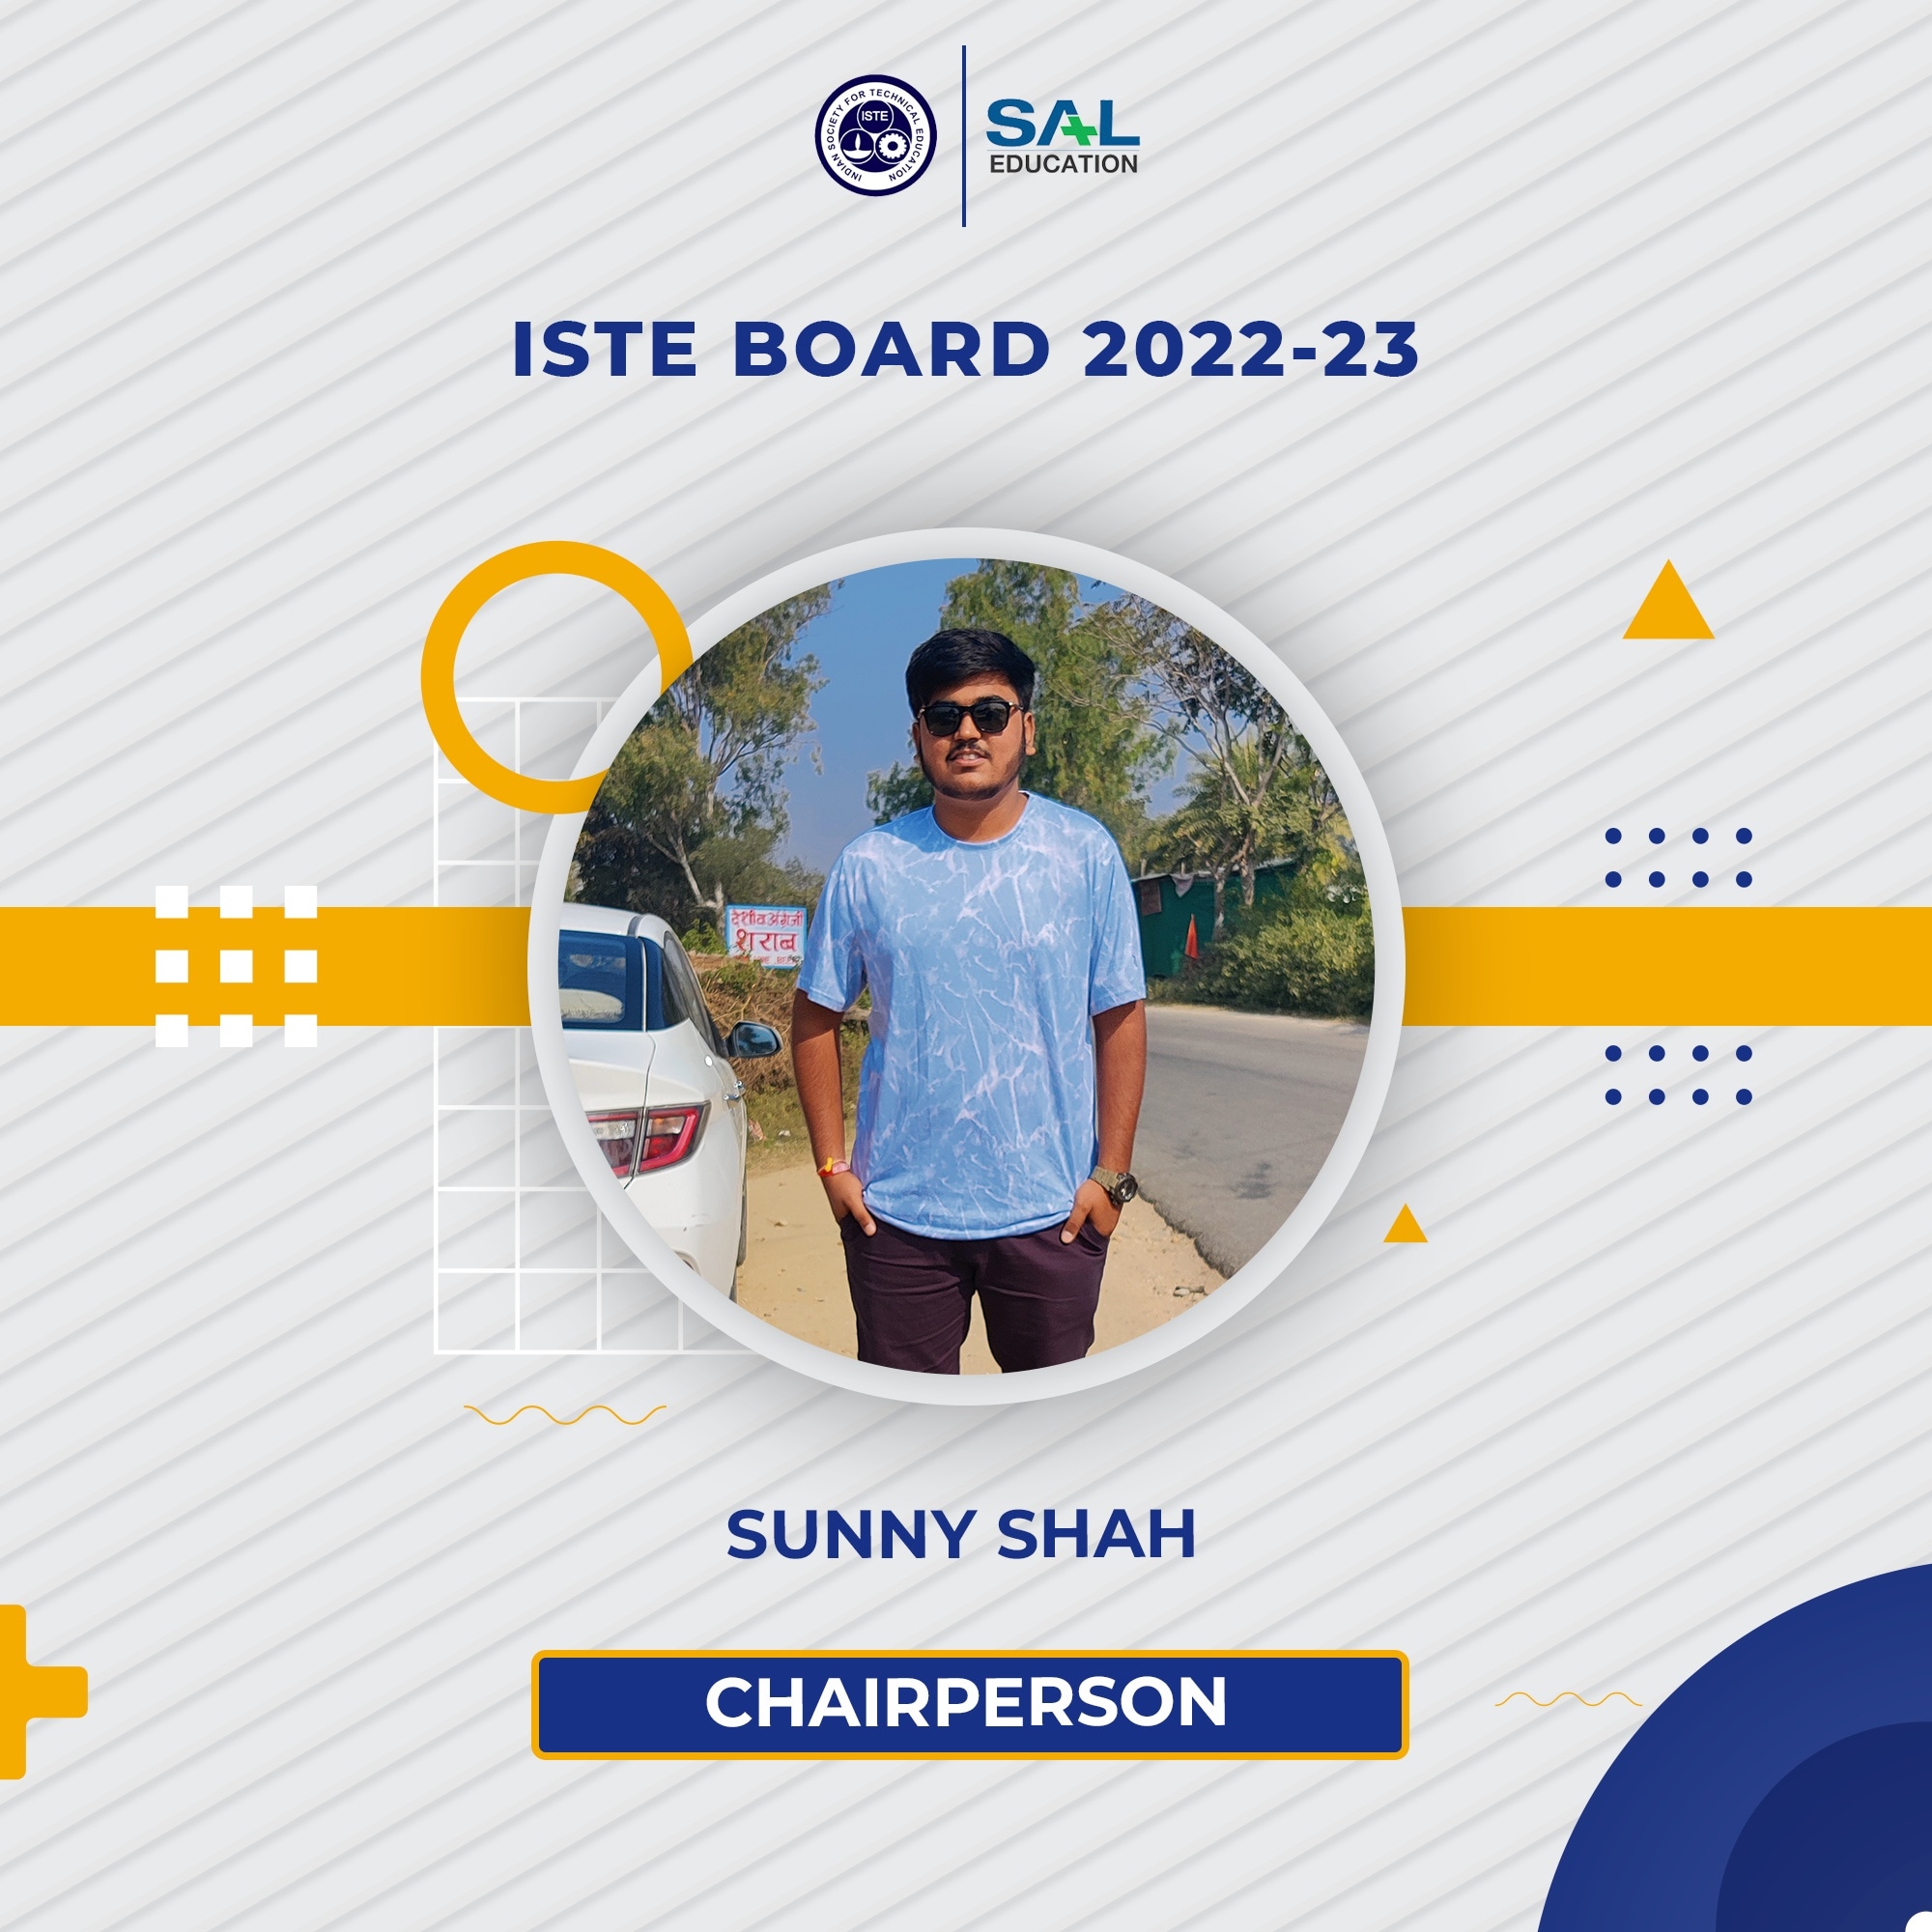 INDIAN SOCIETY FOR TECHNICAL EDUCATION
ISTE
SAL
EDUCATION
ISTE BOARD 2022-23
देशी व अंग्रेजी
शराब
SUNNY SHAH
CHAIRPERSON